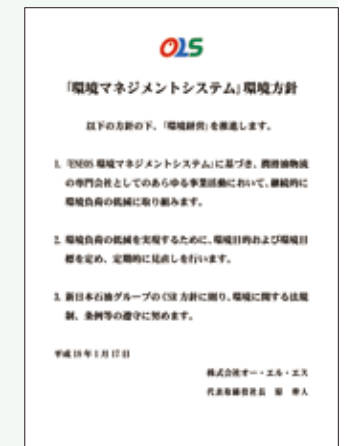 OLS
「環境マネジメントシステム」環境方針
以下の方針の下、「環境経営」を推進します。
1. 「ENEOS 環境マネジメントシステム」に基づき、潤滑油物流
の専門会社としてのあらゆる事業活動において、継続的に
環境負荷の低減に取り組みます。
2. 環境負荷の低減を実現するために、環境目的および環境目
標を定め、定期的に見直しを行います。
3. 新日本石油グループの CSR 方針に則り、環境に関する法規
制、条例等の遵守に努めます。
平成 18 年 1 月 17 日
株式会社オー・エル・エス
代表取締役社長